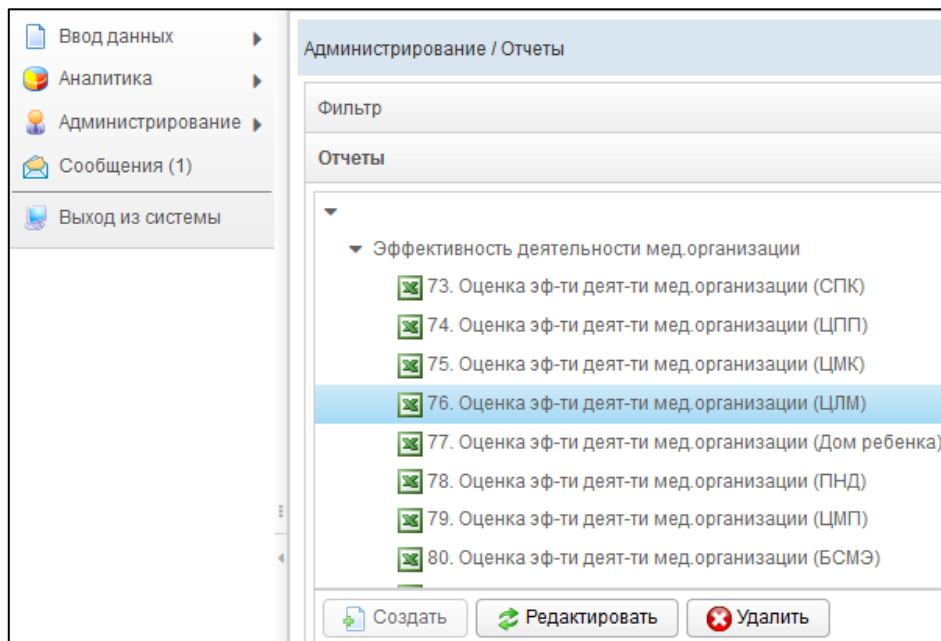 Ввод данных
Аналитика
Администрирование
Сообщения (1)
Выход из системы
Администрирование / Отчеты
Фильтр
Отчеты
Эффективность деятельности мед.организации
73. Оценка эф-ти деят-ти мед.организации (СПК)
74. Оценка эф-ти деят-ти мед.организации (ЦПП)
75. Оценка эф-ти деят-ти мед.организации (ЦМК)
76. Оценка эф-ти деят-ти мед.организации (ЦЛМ)
77. Оценка эф-ти деят-ти мед.организации (Дом ребенка)
78. Оценка эф-ти деят-ти мед.организации (ПНД)
79. Оценка эф-ти деят-ти мед.организации (ЦМП)
80. Оценка эф-ти деят-ти мед.организации (БСМЭ)
Создать
Редактировать
Удалить